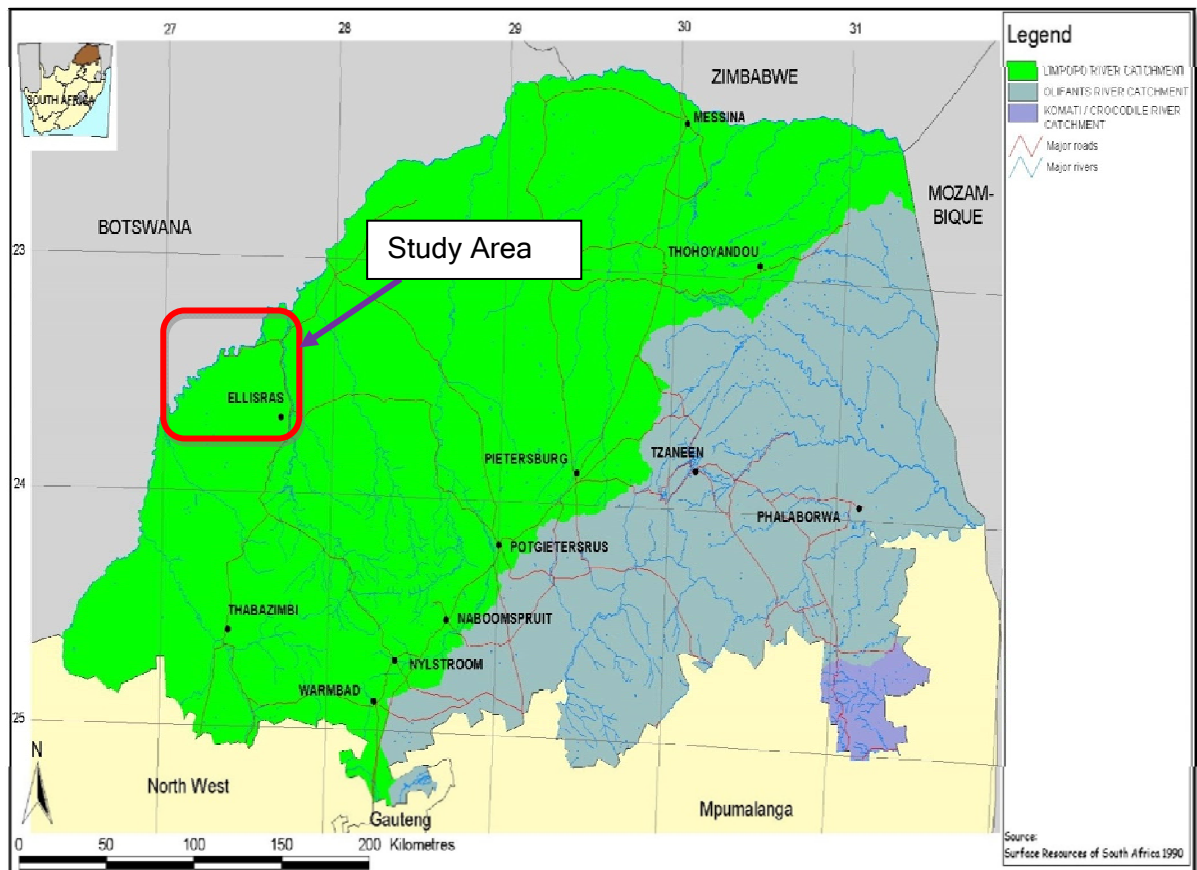 27
28
29
30
31
Legend
SOUTH AFRICA
ZIMBABWE
LIMPOPO RIVER CATCHMENT
OLIFANTS RIVER CATCHMENT
KOMATI / CROCODILE RIVER
CATCHMENT
Major roads
Major rivers
MESSINA
MOZAM-
BIQUE
BOTSWANA
23
Study Area
THOHOYANDOU
ELLISRAS
PIETERSBURG
TZANEEN
24
PHALABORWA
POTGIETERSRUS
THABAZIMBI
NABOOMSPRUIT
NYLSTROOM
WARMBAD
25
N
North West
Mpumalanga
Gauteng
0 50 100 150 200 Kilometres
Source:
Surface Resources of South Africa 1990